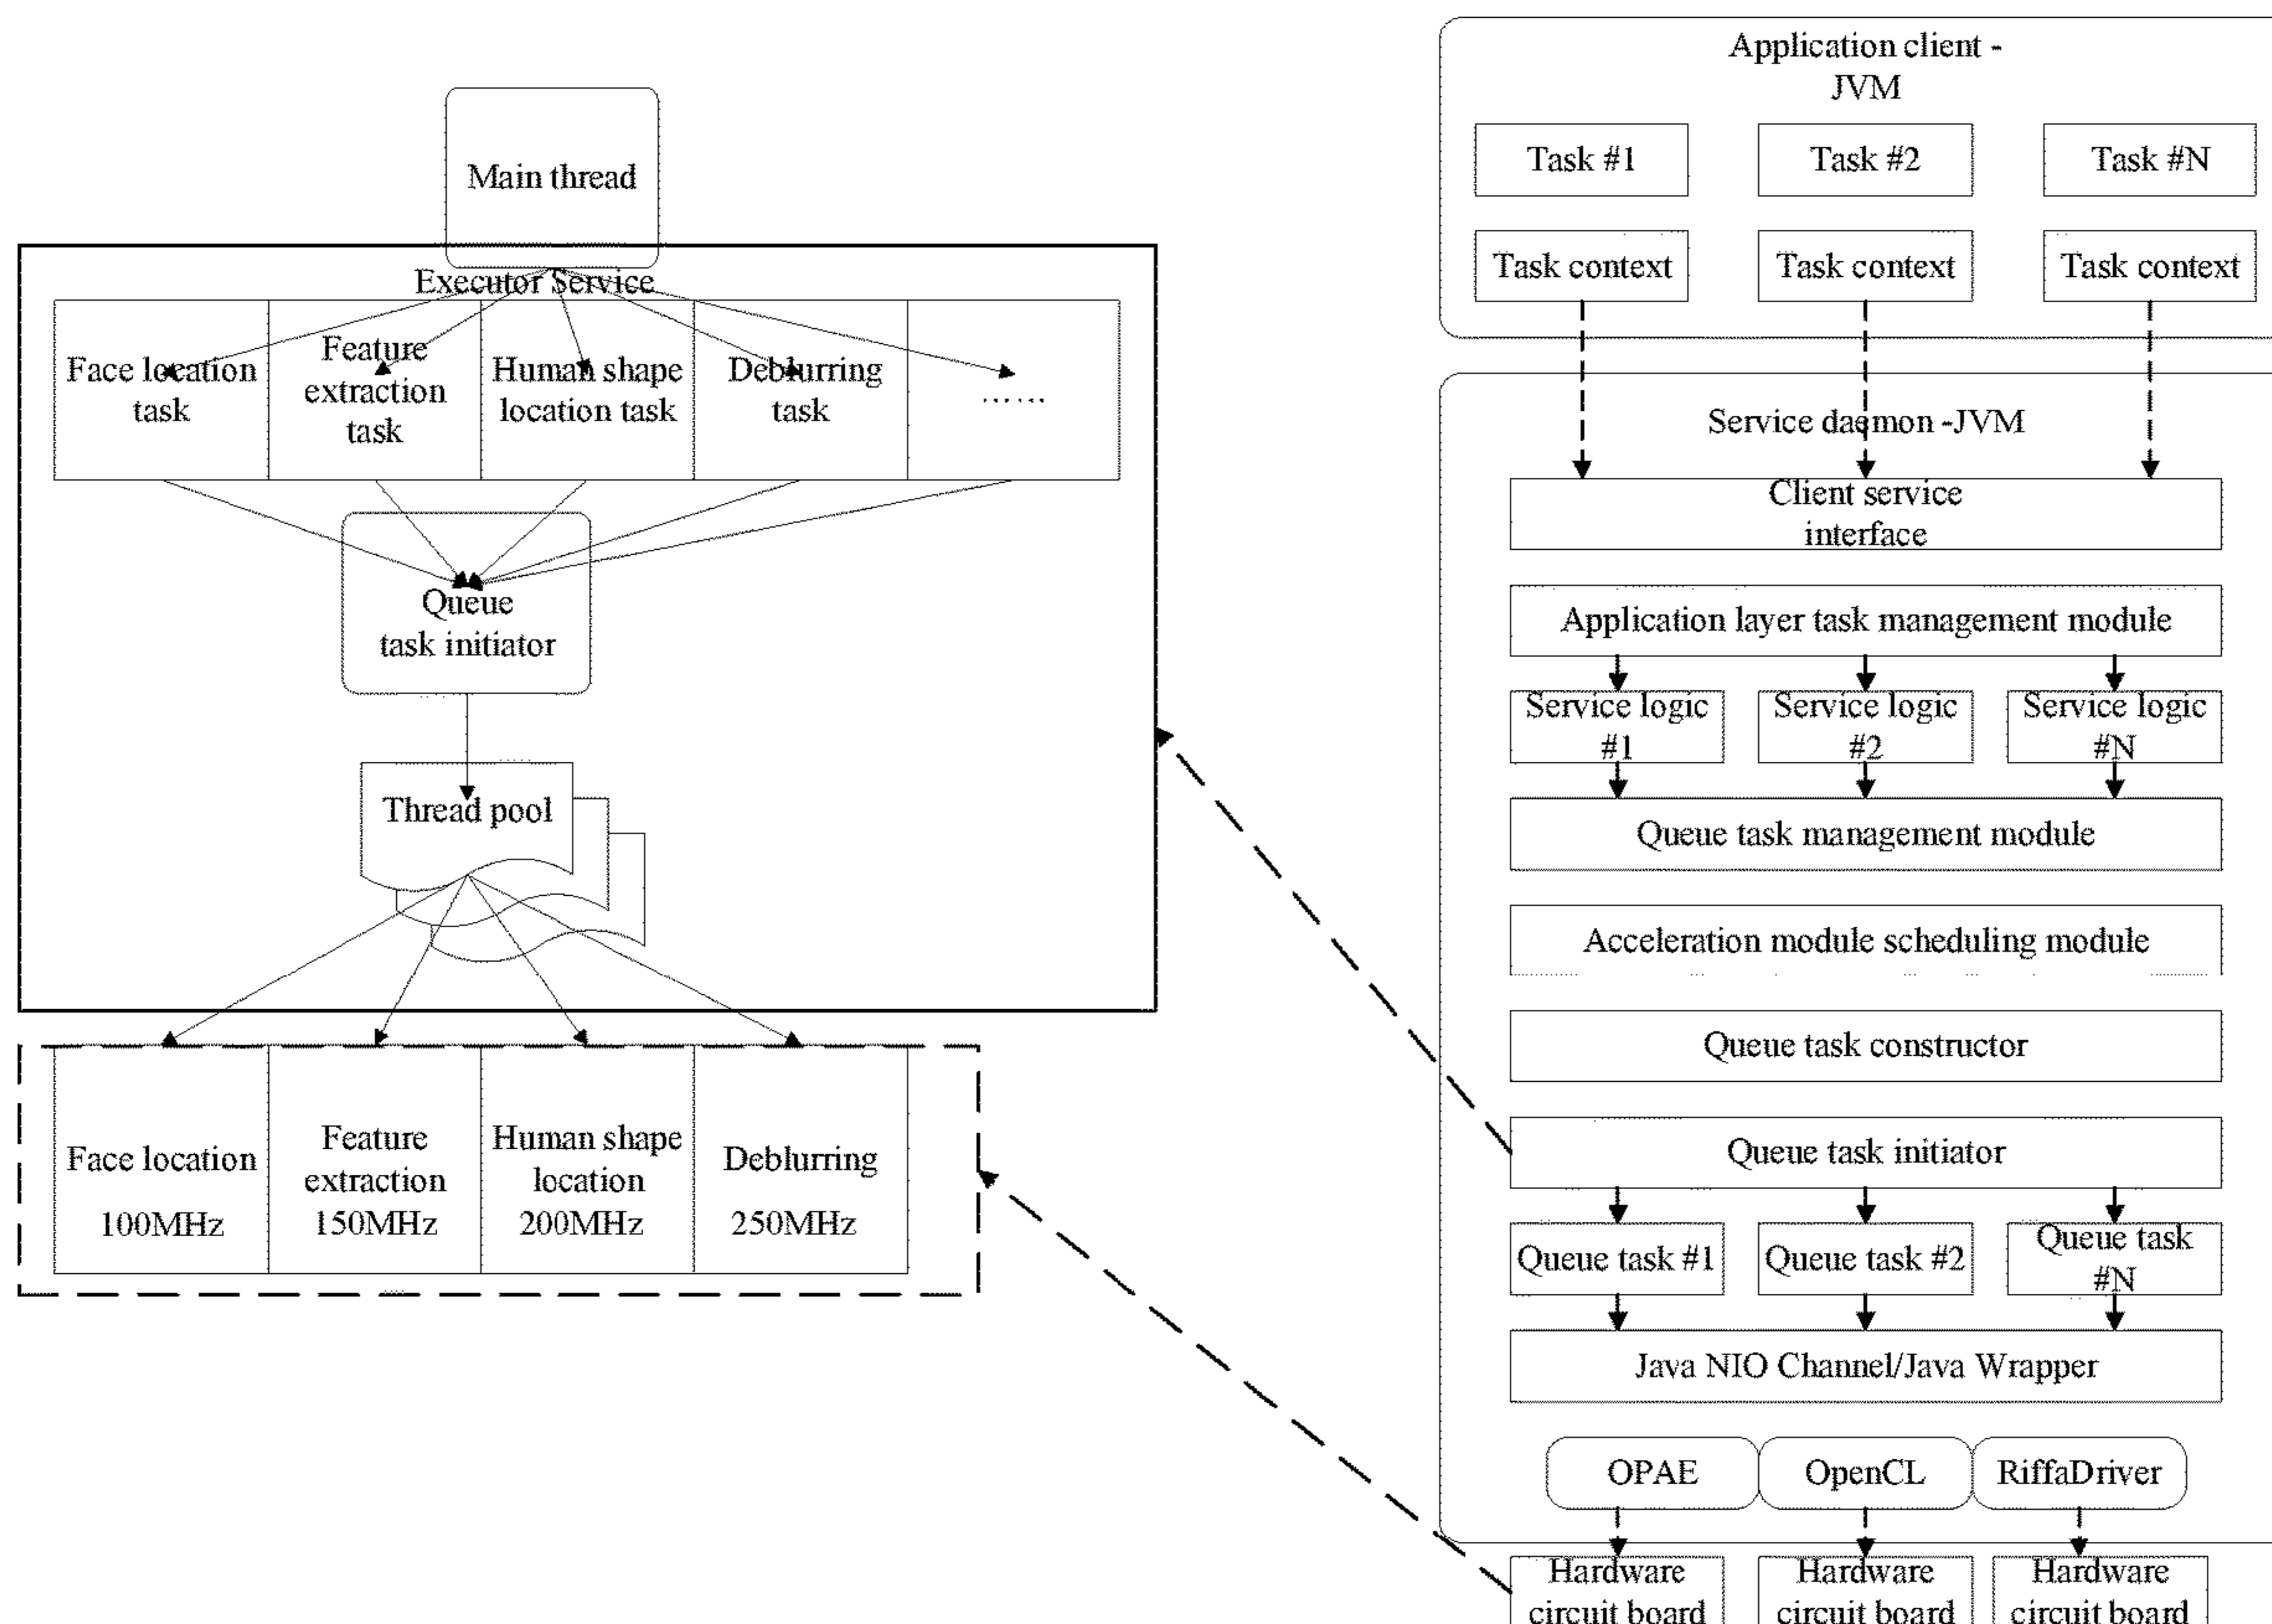 Main thread
Executor Service
Face location
task
Feature
extraction
task
Human shape
location task
Deblurring
task
......
Queue
task initiator
Thread pool
Face location
100MHz
Feature
extraction
150MHz
Human shape
location
200MHz
Deblurring
250MHz
Application client -
JVM
Task #1
Task #2
Task #N
Task context
Task context
Task context
Service daemon -JVM
Client service
interface
Application layer task management module
Service logic
#1
Service logic
#2
Service logic
#N
Queue task management module
Acceleration module scheduling module
Queue task constructor
Queue task initiator
Queue task #1
Queue task #2
Queue task
#N
Java NIO Channel/Java Wrapper
OPAE
OpenCL
RiffaDriver
Hardware
circuit board
Hardware
circuit board
Hardware
circuit board